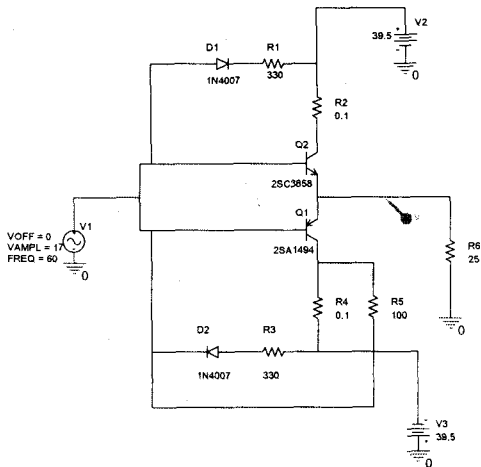 V2
39.5
0
D1
R1
1N4007
330
R2
0.1
Q2
2SC3858
V1
VOFF = 0
VAMPL = 17
FREQ = 60
0
Q1
2SA1494
R6
25
0
R4
0.1
R5
100
D2
R3
1N4007
330
V3
39.5
0